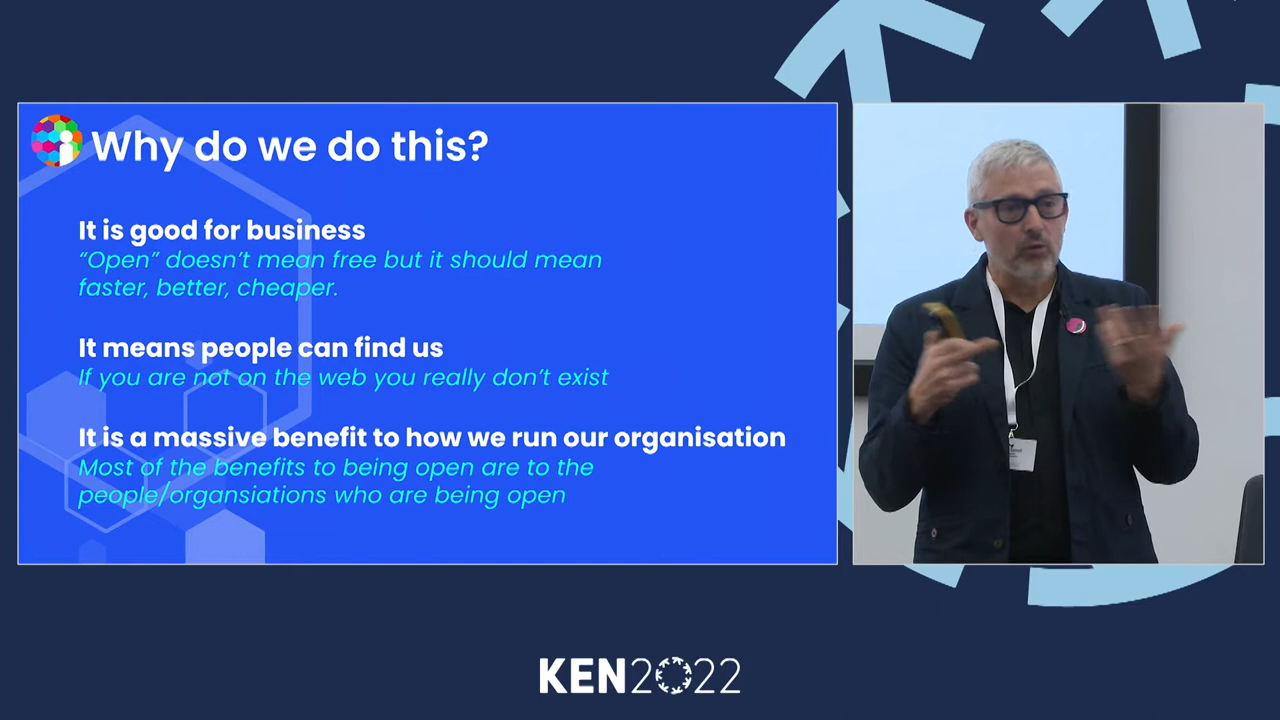 Why do we do this?
It is good for business
“Open” doesn’t mean free but it should mean
faster, better, cheaper.
It means people can find us
If you are not on the web you really don’t exist
It is a massive benefit to how we run our organisation
Most of the benefits to being open are to the
people/organsiations who are being open
KEN2022